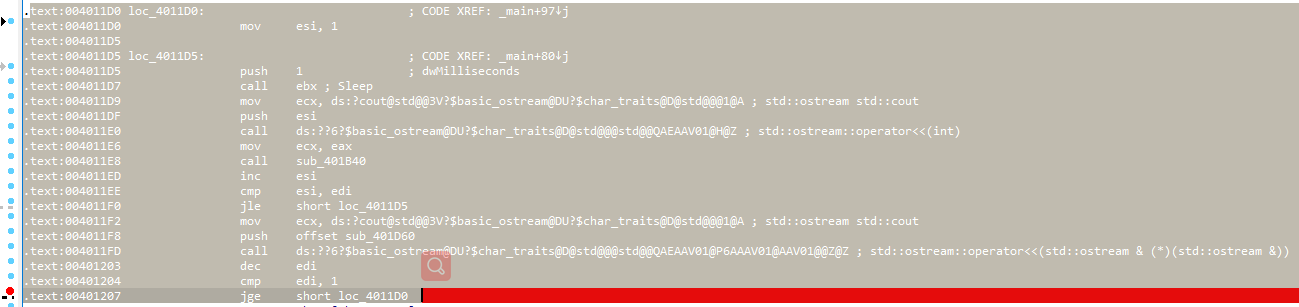 .text:004011D0 loc_4011D0: ; CODE XREF: _main+97↓j
.text:004011D0 mov esi, 1
.text:004011D5
.text:004011D5 loc_4011D5: ; CODE XREF: _main+80↓j
.text:004011D5 push 1 ; dwMilliseconds
.text:004011D7 call ebx ; Sleep
.text:004011D9 mov ecx, ds:?cout@std@@3V?$basic_ostream@DU?$char_traits@D@std@@@1@A ; std::ostream std::cout
.text:004011DF push esi
.text:004011E0 call ds:??6?$basic_ostream@DU?$char_traits@D@std@@@std@@QAEAAV01@H@Z ; std::ostream::operator<<(int)
.text:004011E6 mov ecx, eax
.text:004011E8 call sub_401B40
.text:004011ED inc esi
.text:004011EE cmp esi, edi
.text:004011F0 jle short loc_4011D5
.text:004011F2 mov ecx, ds:?cout@std@@3V?$basic_ostream@DU?$char_traits@D@std@@@1@A ; std::ostream std::cout
.text:004011F8 push offset sub_401D60
.text:004011FD call ds:??6?$basic_ostream@DU?$char_traits@D@std@@@std@@QAEAAV01@P6AAAV01@AAV01@@Z@Z ; std::ostream::operator<<(std::ostream & (*)(std::ostream &))
.text:00401203 dec edi
.text:00401204 cmp edi, 1
.text:00401207 jge short loc_4011D0